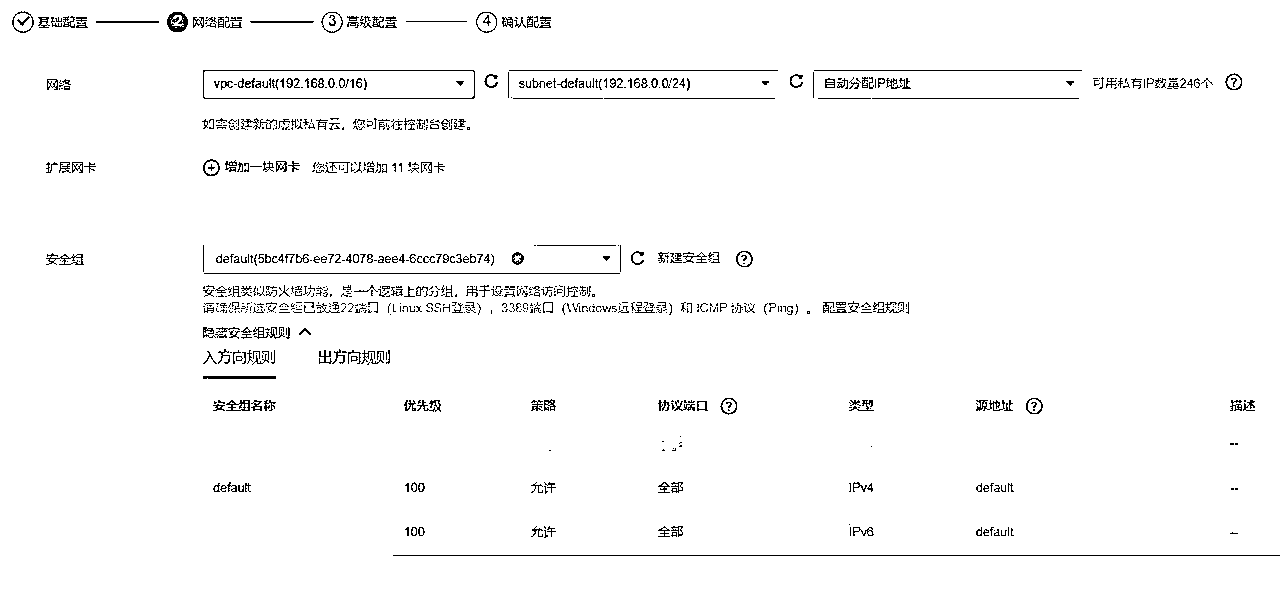 基础配置 2 网络配置 3 高级配置 4 确认配置
网络 vpc-default(192.168.0.0/16) subnet-default(192.168.0.0/24) 自动分配IP地址 可用私有IP数量246个 ?
如需创建新的虚拟私有云，您可前往控制台创建。
扩展网卡 增加一块网卡 您还可以增加 11 块网卡
安全组 default(5bc4f7b6-ee72-4078-aee4-6ccc79c3eb74) 新建安全组 ?
安全组类似防火墙功能，是一个逻辑上的分组，用于设置网络访问控制。
请确保所选安全组已放通22端口（Linux SSH登录），3389端口（Windows远程登录）和 ICMP 协议（Ping）。 配置安全组规则
隐藏安全组规则
入方向规则 出方向规则
安全组名称 优先级 策略 协议端口 ? 类型 源地址 ? 描述
--
default 100 允许 全部 IPv4 default --
100 允许 全部 IPv6 default --